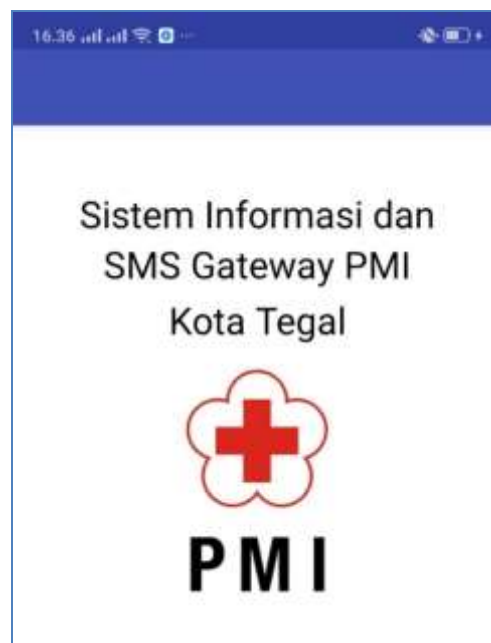 16.36
Sistem Informasi dan
SMS Gateway PMI
Kota Tegal
PMI